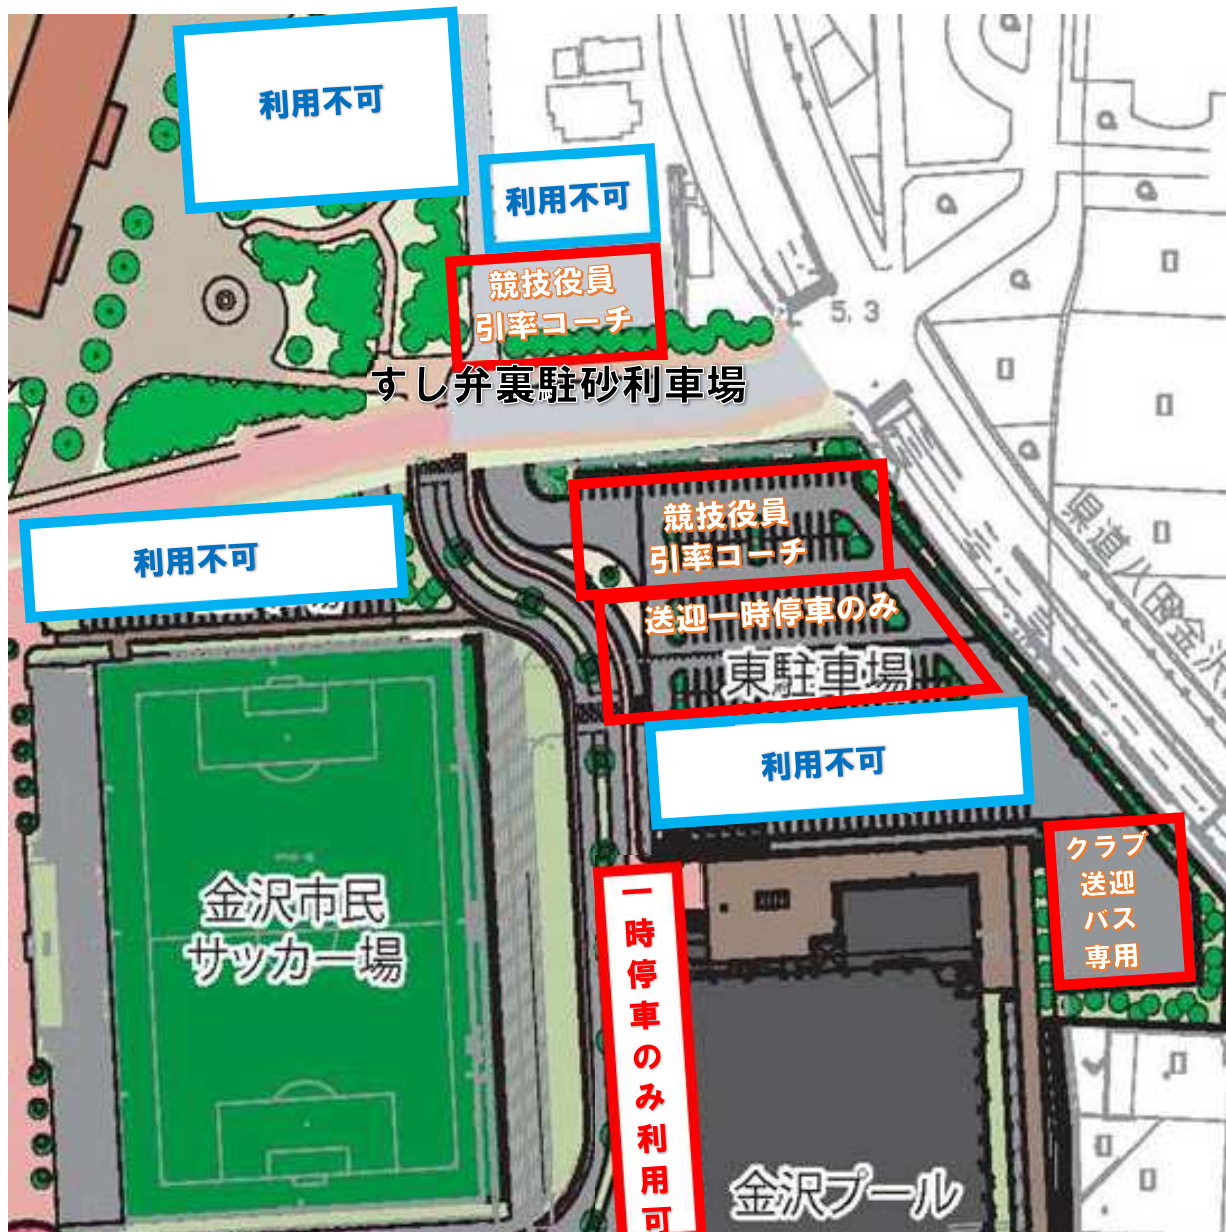 利用不可
利用不可
競技役員
引率コーチ
すし弁裏駐砂利車場
5,3
競技役員
引率コーチ
利用不可
送迎一時停車のみ
東駐車場
利用不可
クラブ
送迎
バス
専用
一時停車のみ利用可
金沢市民
サッカー場
金沢プール